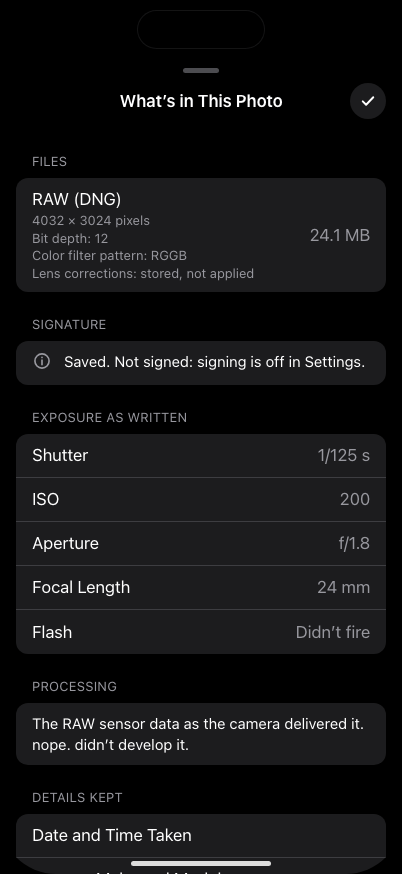 What's in This Photo
FILES
RAW (DNG)
4032 × 3024 pixels
Bit depth: 12
Color filter pattern: RGGB
Lens corrections: stored, not applied
24.1 MB
SIGNATURE
Saved. Not signed: signing is off in Settings.
EXPOSURE AS WRITTEN
Shutter 1/125 s
ISO 200
Aperture f/1.8
Focal Length 24 mm
Flash Didn't fire
PROCESSING
The RAW sensor data as the camera delivered it.
nope. didn't develop it.
DETAILS KEPT
Date and Time Taken